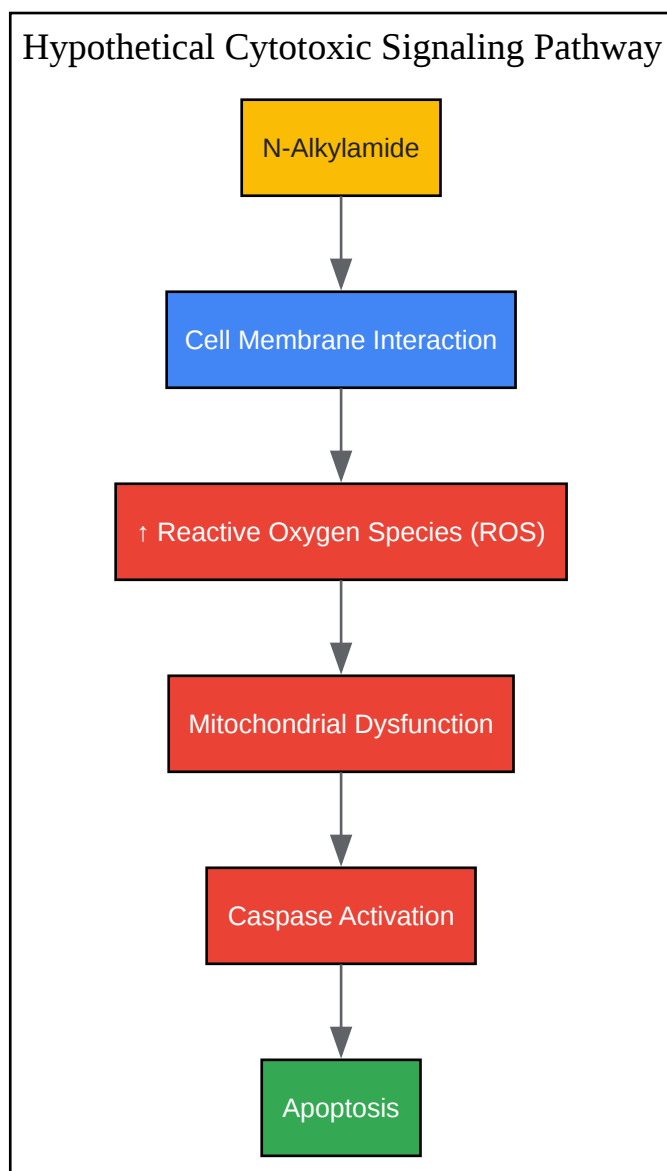 Hypothetical Cytotoxic Signaling Pathway
N-Alkylamide
Cell Membrane Interaction
↑ Reactive Oxygen Species (ROS)
Mitochondrial Dysfunction
Caspase Activation
Apoptosis